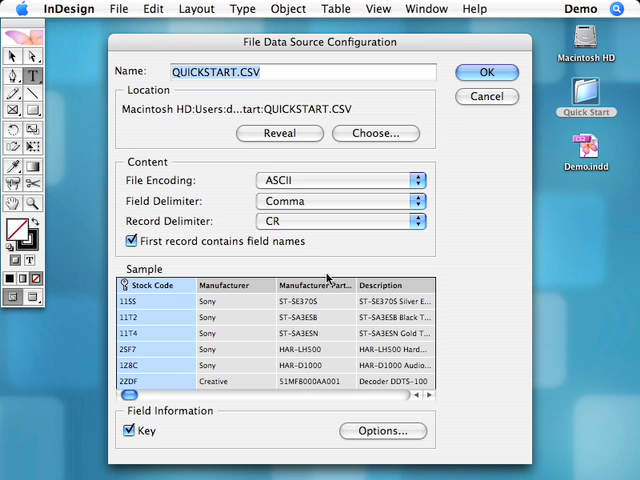 InDesign File Edit Layout Type Object Table Window Help Demo
File Data Source Configuration
Name: QUICKSTART.CSV
OK
Cancel
Location
Macintosh HD:Users:d...tart:QUICKSTART.CSV
Reveal Choose...
Content
File Encoding: ASCII
Field Delimiter: Comma
Record Delimiter: CR
First record contains field names
Sample
Stock Code Manufacturer Manufacturer Part... Description
11SS Sony ST-SE370S ST-SE370S Silver E...
11T2 Sony ST-SA3ESB ST-SA3ESB Black T...
11T4 Sony ST-SA3ESN ST-SA3ESN Gold T...
2SF7 Sony HAR-LH500 HAR-LH500 Hard...
1Z8C Sony HAR-D1000 HAR-D1000 Audio...
2ZDF Creative 51MF8000AA001 Decoder DDTS-100
Field Information
Key Options...
Macintosh HD
Quick Start
CS2
Demo.indd
T
T